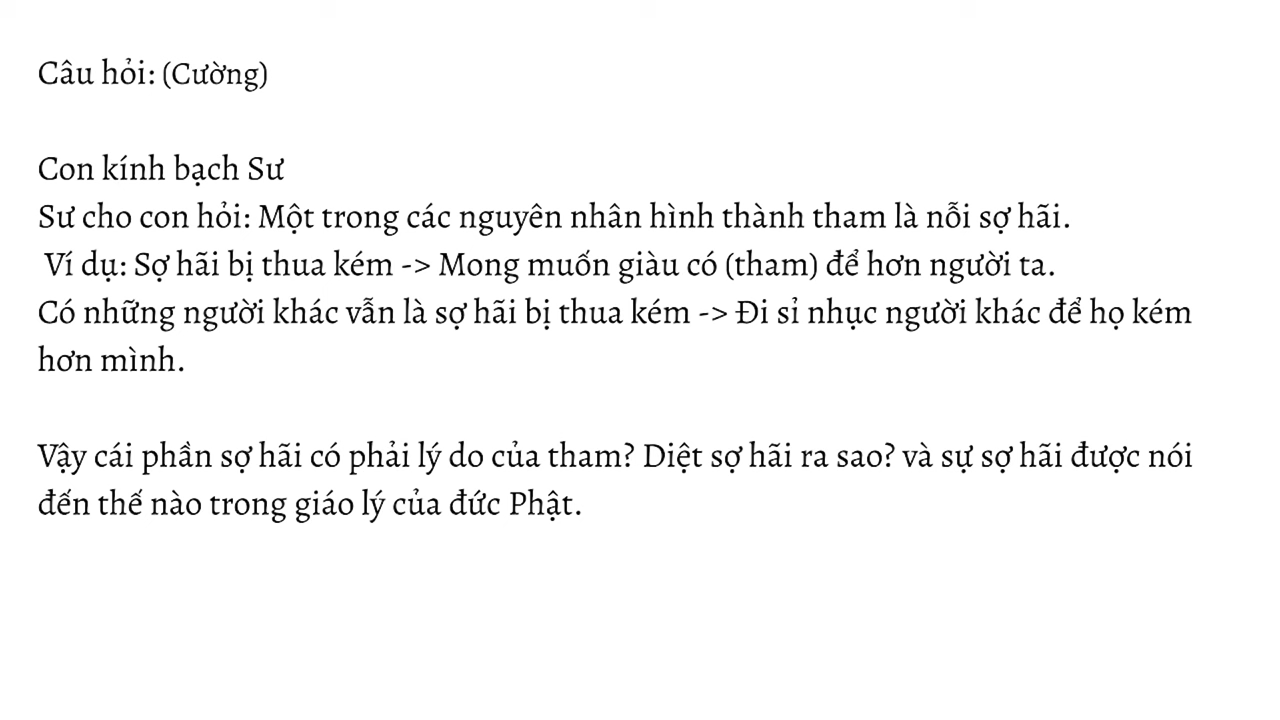 Câu hỏi: (Cường)
Con kính bạch Sư
Sư cho con hỏi: Một trong các nguyên nhân hình thành tham là nỗi sợ hãi.
Ví dụ: Sợ hãi bị thua kém -> Mong muốn giàu có (tham) để hơn người ta.
Có những người khác vẫn là sợ hãi bị thua kém -> Đi sỉ nhục người khác để họ kém
hơn mình.
Vậy cái phần sợ hãi có phải lý do của tham? Diệt sợ hãi ra sao? và sự sợ hãi được nói
đến thế nào trong giáo lý của đức Phật.